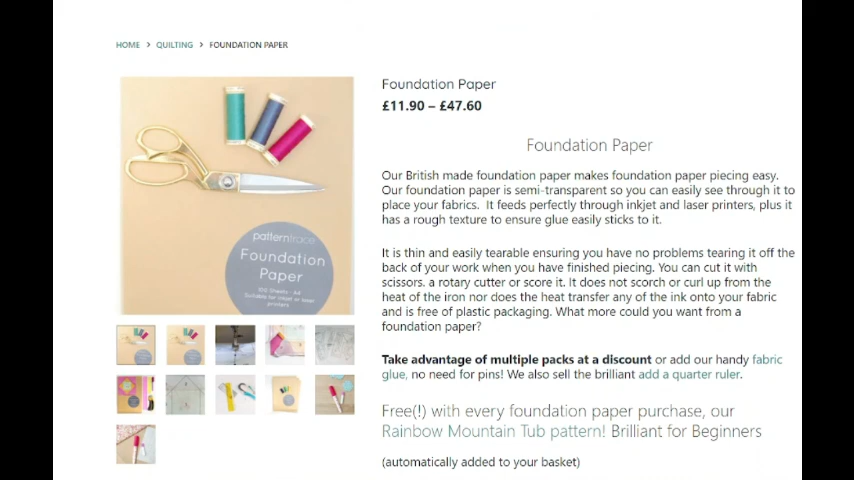 HOME > QUILTING > FOUNDATION PAPER
patterntrace
Foundation
Paper
Suitable for inkjet or laser
printers
Foundation Paper
£11.90 – £47.60
Foundation Paper
Our British made foundation paper makes foundation paper piecing easy.
Our foundation paper is semi-transparent so you can easily see through it to
place your fabrics. It feeds perfectly through inkjet and laser printers, plus it
has a rough texture to ensure glue easily sticks to it.
It is thin and easily tearable ensuring you have no problems tearing it off the
back of your work when you have finished piecing. You can cut it with
scissors. a rotary cutter or score it. It does not scorch or curl up from the
heat of the iron nor does the heat transfer any of the ink onto your fabric
and is free of plastic packaging. What more could you want from a
foundation paper?
Take advantage of multiple packs at a discount or add our handy fabric
glue, no need for pins! We also sell the brilliant add a quarter ruler.
Free(!) with every foundation paper purchase, our
Rainbow Mountain Tub pattern! Brilliant for Beginners
(automatically added to your basket)